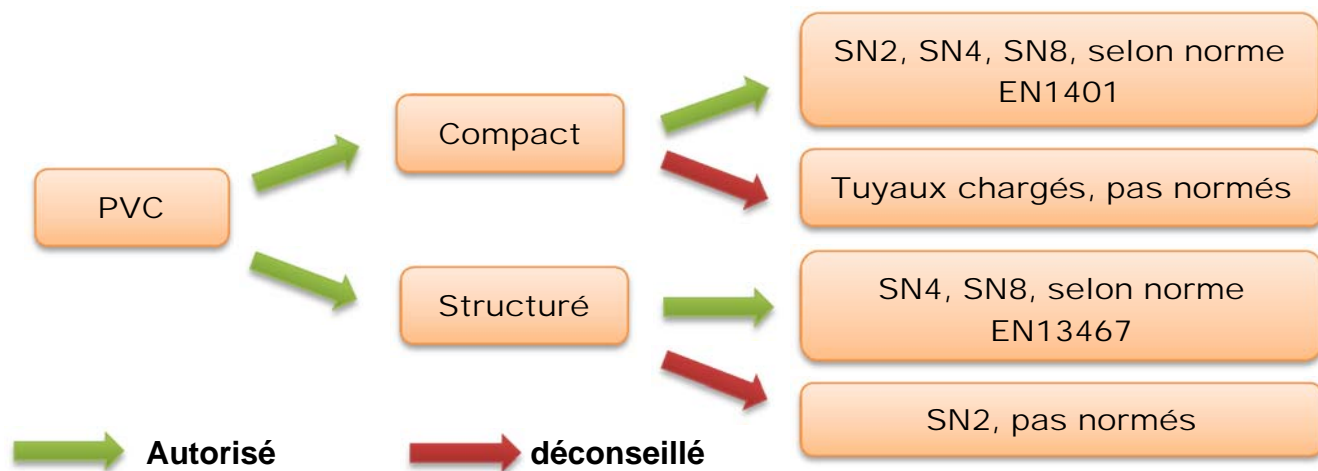 PVC
Compact
Structuré
SN2, SN4, SN8, selon norme
EN1401
Tuyaux chargés, pas normés
SN4, SN8, selon norme
EN13467
SN2, pas normés
Autorisé
déconseillé